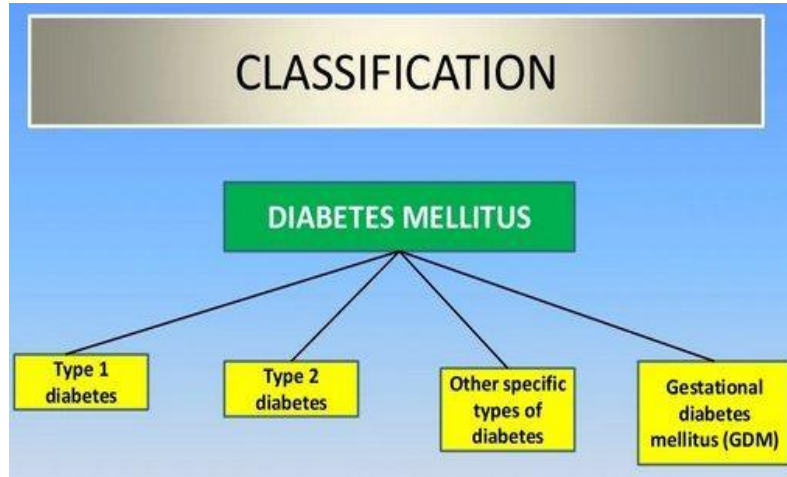 CLASSIFICATION
DIABETES MELLITUS
Type 1
diabetes
Type 2
diabetes
Other specific
types of
diabetes
Gestational
diabetes
mellitus (GDM)